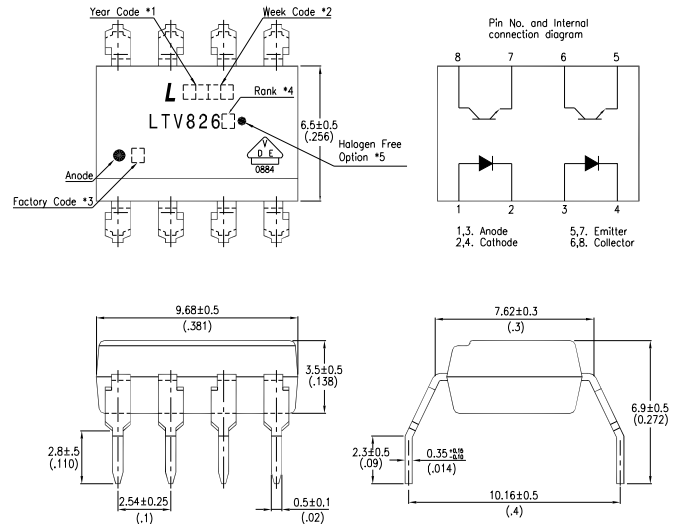 Year Code *1
Week Code *2
Pin No. and Internal
connection diagram
8 7 6 5
L
Rank *4
LTV826
6.5±0.5
(.256)
Halogen Free
Option *5
V
D E
0884
Anode
Factory Code *3
1 2 3 4
1,3. Anode
2,4. Cathode
5,7. Emitter
6,8. Collector
9.68±0.5
(.381)
7.62±0.3
(.3)
3.5±0.5
(.138)
6.9±0.5
(0.272)
2.8±.5
(.110)
2.3±0.5
(.09)
0.35 +0.15
-0.10
(.014)
2.54±0.25
(.1)
0.5±0.1
(.02)
10.16±0.5
(.4)